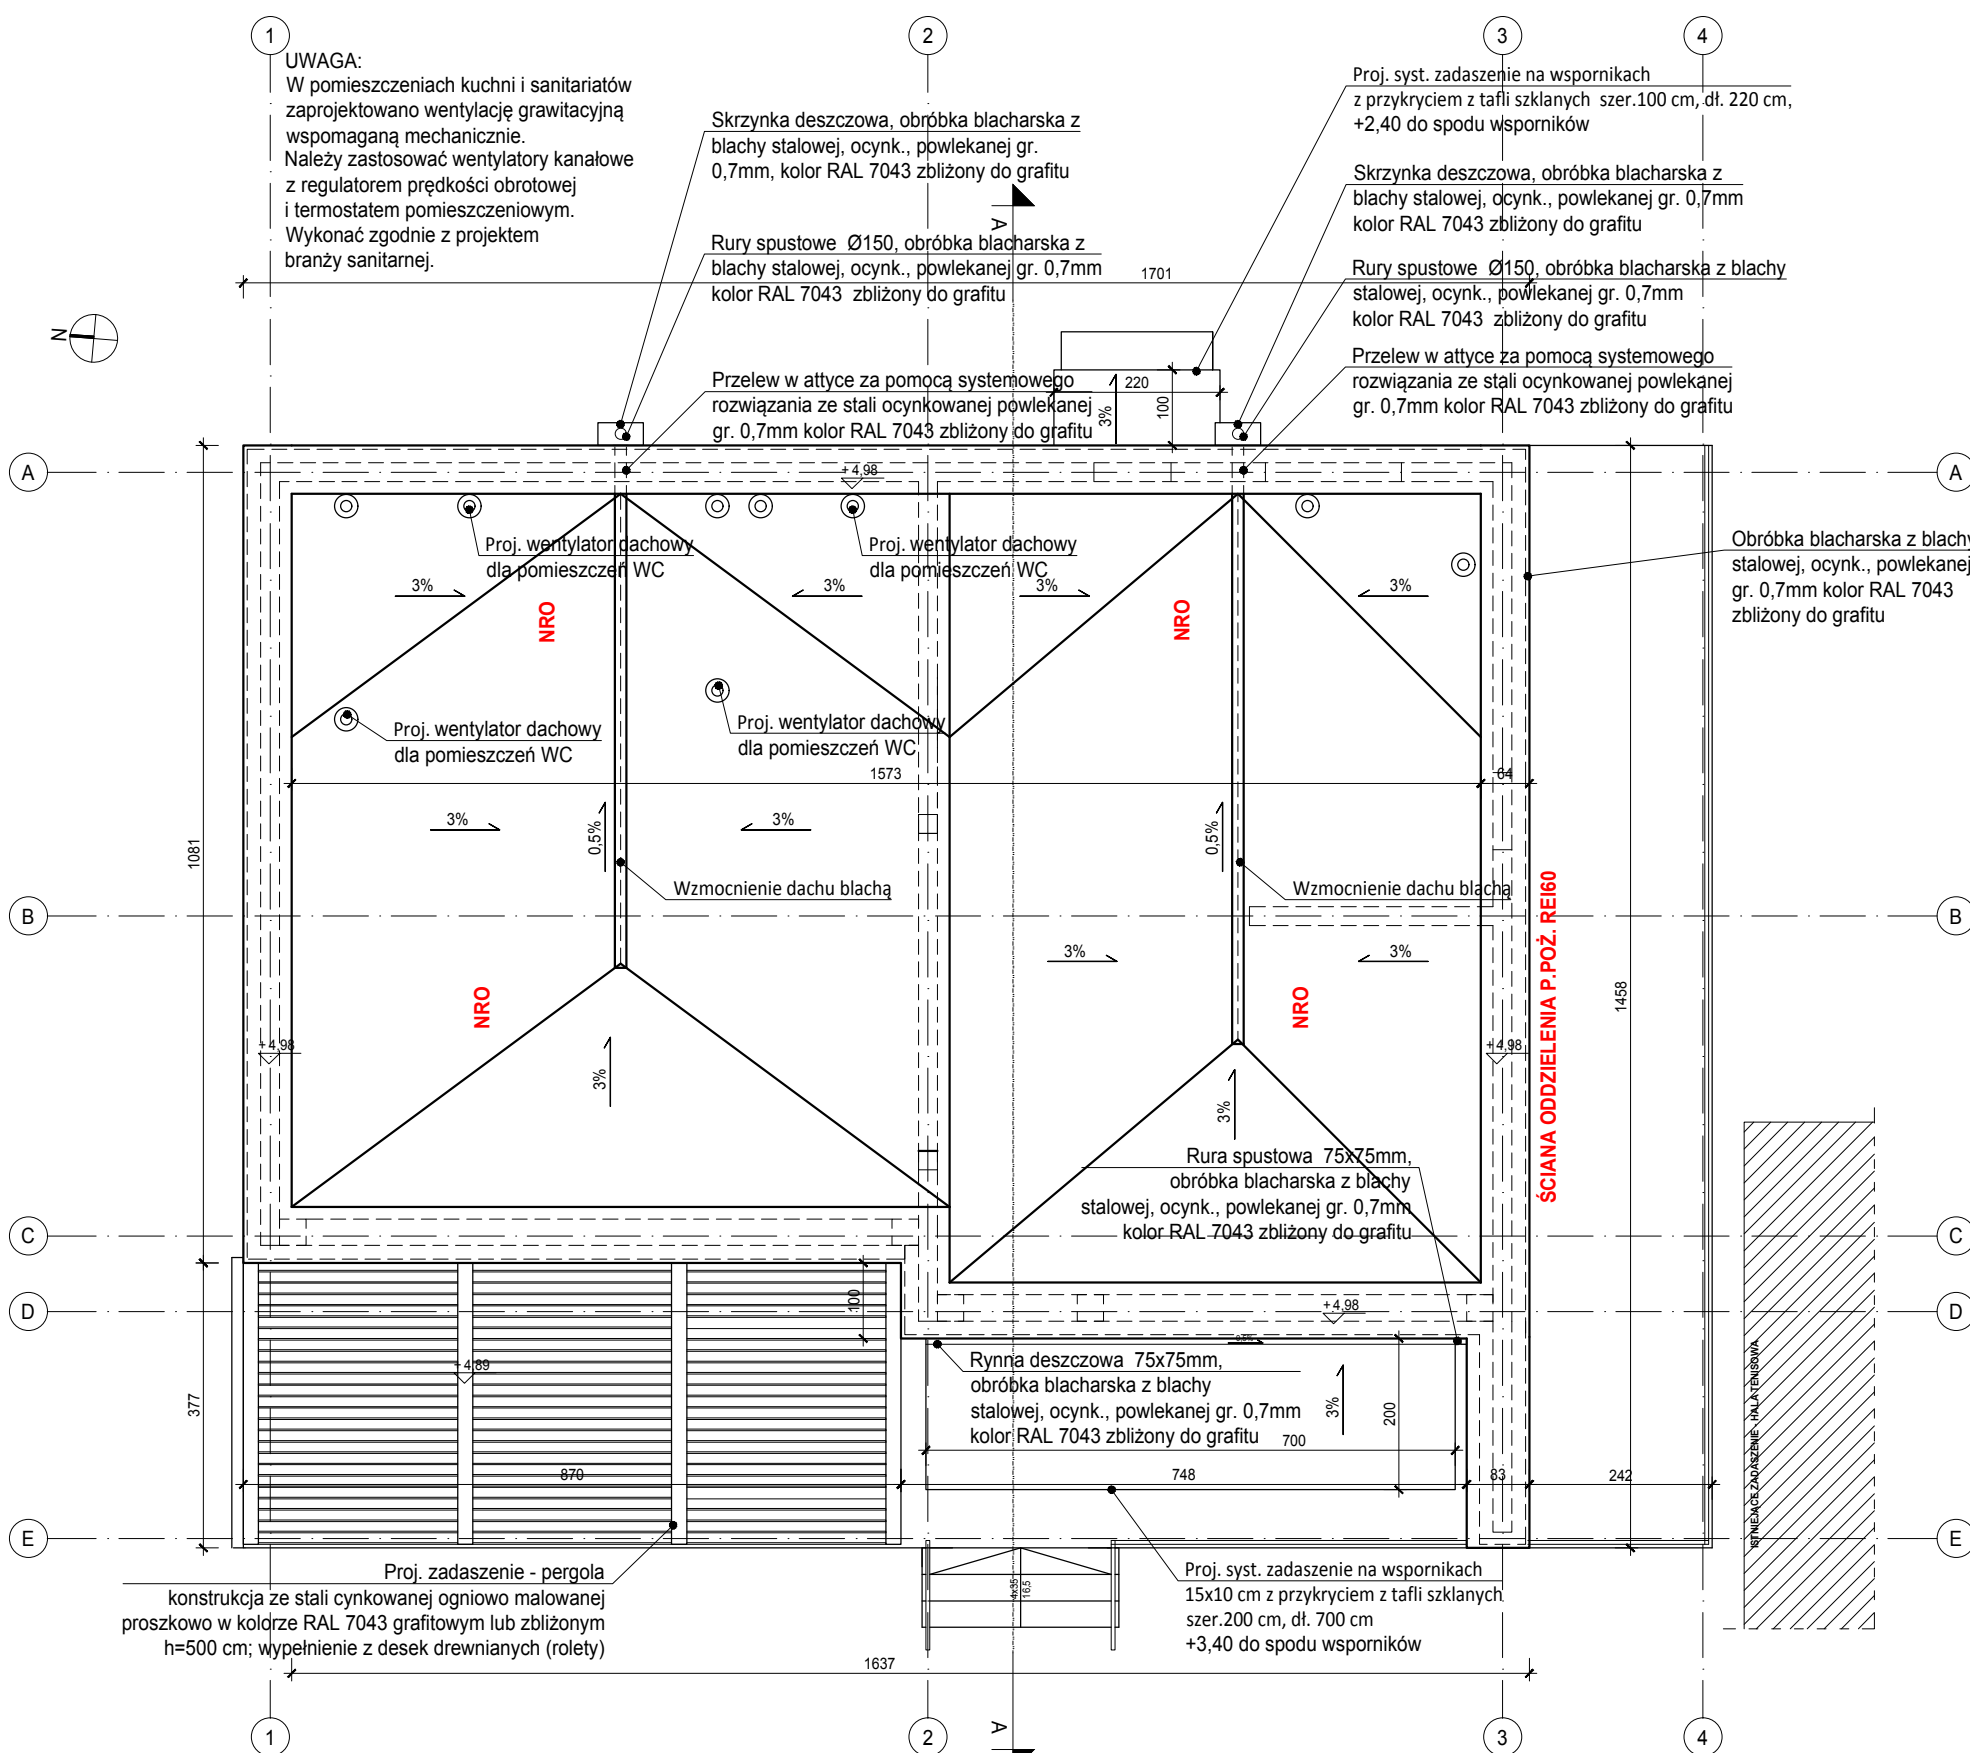 1
2
3
4
UWAGA:
W pomieszczeniach kuchni i sanitariatów
zaprojektowano wentylację grawitacyjną
wspomaganą mechanicznie.
Należy zastosować wentylatory kanałowe
z regulatorem prędkości obrotowej
i termostatem pomieszczeniowym.
Wykonać zgodnie z projektem
branży sanitarnej.
Skrzynka deszczowa, obróbka blacharska z
blachy stalowej, ocynk., powlekanej gr.
0,7mm, kolor RAL 7043 zbliżony do grafitu
Proj. syst. zadaszenie na wspornikach
z przykryciem z tafli szklanych szer.100 cm, dł. 220 cm,
+2,40 do spodu wsporników
Skrzynka deszczowa, obróbka blacharska z
blachy stalowej, ocynk., powlekanej gr. 0,7mm
kolor RAL 7043 zbliżony do grafitu
A
Rury spustowe Ø150, obróbka blacharska z
blachy stalowej, ocynk., powlekanej gr. 0,7mm
kolor RAL 7043 zbliżony do grafitu
1701
Rury spustowe Ø150, obróbka blacharska z blachy
stalowej, ocynk., powlekanej gr. 0,7mm
kolor RAL 7043 zbliżony do grafitu
N
Przelew w attyce za pomocą systemowego
rozwiązania ze stali ocynkowanej powlekanej
gr. 0,7mm kolor RAL 7043 zbliżony do grafitu
3%
220
100
Przelew w attyce za pomocą systemowego
rozwiązania ze stali ocynkowanej powlekanej
gr. 0,7mm kolor RAL 7043 zbliżony do grafitu
A
+4,98
A
Proj. wentylator dachowy
dla pomieszczeń WC
Proj. wentylator dachowy
dla pomieszczeń WC
Obróbka blacharska z blachy
stalowej, ocynk., powlekanej
gr. 0,7mm kolor RAL 7043
zbliżony do grafitu
3%
3%
3%
3%
NRO
NRO
Proj. wentylator dachowy
dla pomieszczeń WC
Proj. wentylator dachowy
dla pomieszczeń WC
1573
64
3%
0,5%
3%
0,5%
1081
Wzmocnienie dachu blachą
Wzmocnienie dachu blachą
B
B
3%
3%
NRO
NRO
1458
ŚCIANA ODDZIELENIA P.POŻ. REI60
+4,98
+4,98
3%
3%
Rura spustowa 75x75mm,
obróbka blacharska z blachy
stalowej, ocynk., powlekanej gr. 0,7mm
kolor RAL 7043 zbliżony do grafitu
C
C
100
D
+4,98
D
0,5%
+4,89
377
Rynna deszczowa 75x75mm,
obróbka blacharska z blachy
stalowej, ocynk., powlekanej gr. 0,7mm
kolor RAL 7043 zbliżony do grafitu
700
3%
200
ISTNIEJĄCE ZADASZENIE - HALA TENISOWA
870
748
83
242
E
E
Proj. zadaszenie - pergola
konstrukcja ze stali cynkowanej ogniowo malowanej
proszkowo w kolorze RAL 7043 grafitowym lub zbliżonym
h=500 cm; wypełnienie z desek drewnianych (rolety)
4x35
16,5
Proj. syst. zadaszenie na wspornikach
15x10 cm z przykryciem z tafli szklanych
szer.200 cm, dł. 700 cm
+3,40 do spodu wsporników
1637
A
1
2
3
4